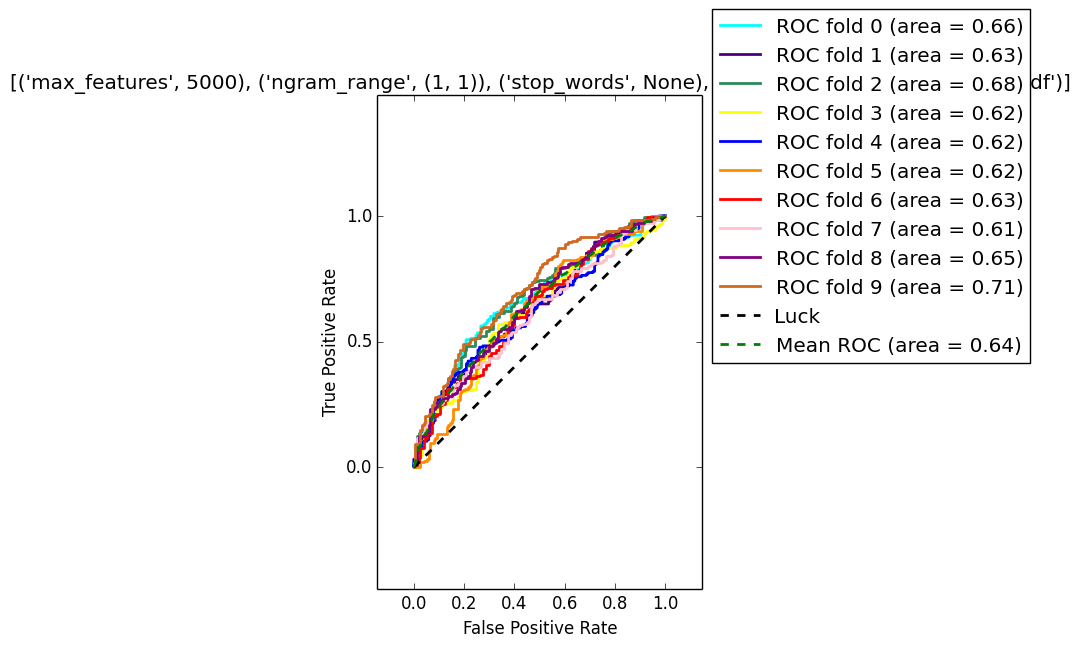 [('max_features', 5000), ('ngram_range', (1, 1)), ('stop_words', None), df')]
ROC fold 0 (area = 0.66)
ROC fold 1 (area = 0.63)
ROC fold 2 (area = 0.68)
ROC fold 3 (area = 0.62)
ROC fold 4 (area = 0.62)
ROC fold 5 (area = 0.62)
ROC fold 6 (area = 0.63)
ROC fold 7 (area = 0.61)
ROC fold 8 (area = 0.65)
ROC fold 9 (area = 0.71)
Luck
Mean ROC (area = 0.64)
True Positive Rate
1.0
0.5
0.0
0.0 0.2 0.4 0.6 0.8 1.0
False Positive Rate